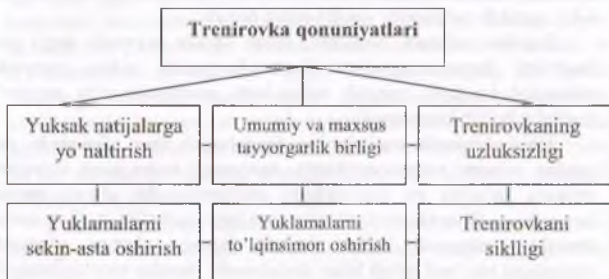 Trenirovka qonuniyatlari
Yuksak natijalarga
yo'naltirish
Umumiy va maxsus
tayyorgarlik birligi
Trenirovkaning
uzluksizligi
Yuklamalarni
sekin-asta oshirish
Yuklamalarni
to'lqinsimon oshirish
Trenirovkani
siklligi